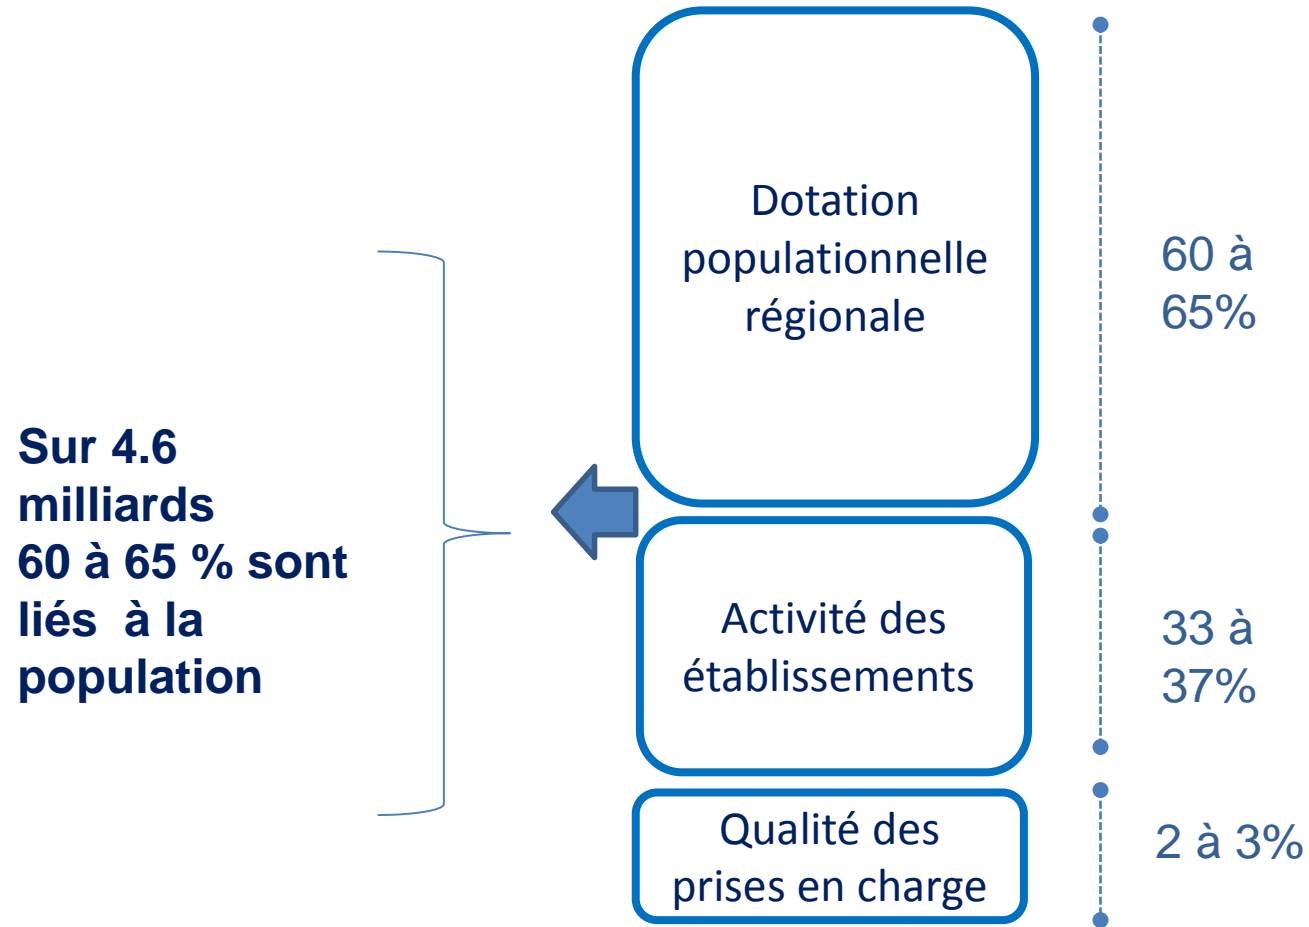 Sur 4.6
milliards
60 à 65 % sont
liés à la
population
Dotation
populationnelle
régionale
60 à
65%
Activité des
établissements
33 à
37%
Qualité des
prises en charge
2 à 3%